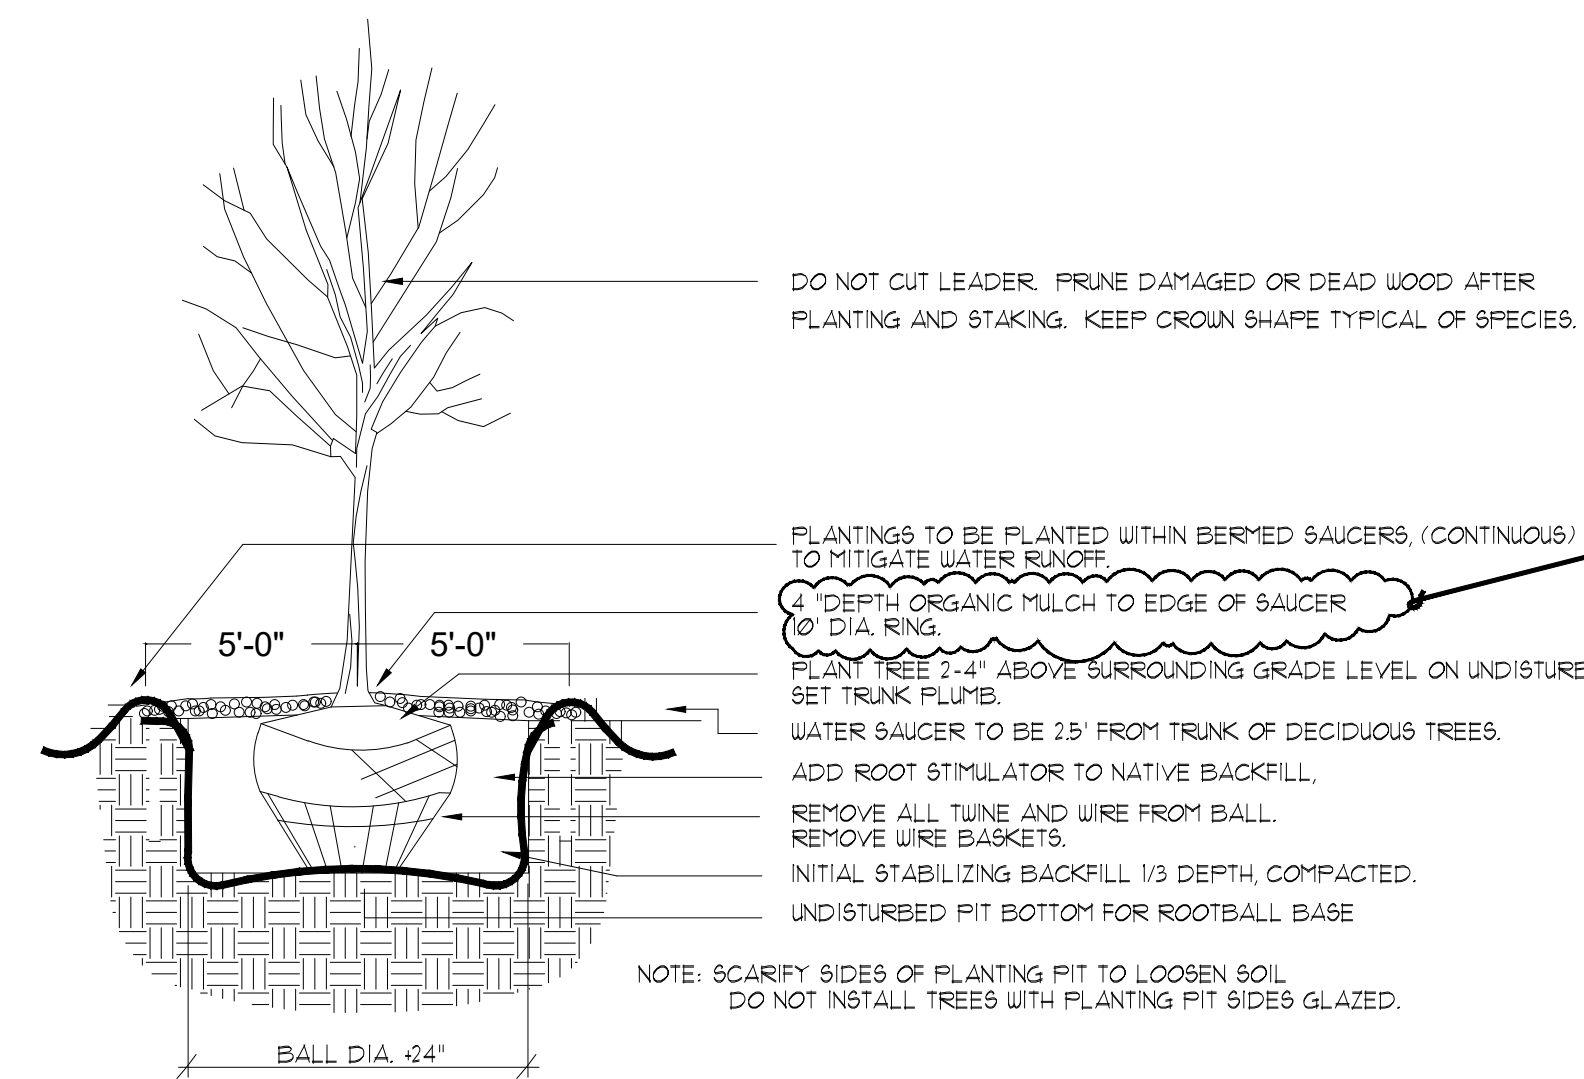 DO NOT CUT LEADER. PRUNE DAMAGED OR DEAD WOOD AFTER
PLANTING AND STAKING. KEEP CROWN SHAPE TYPICAL OF SPECIES.
PLANTINGS TO BE PLANTED WITHIN BERMED SAUCERS, (CONTINUOUS)
TO MITIGATE WATER RUNOFF.
4 "DEPTH ORGANIC MULCH TO EDGE OF SAUCER
10' DIA. RING.
5'-0" 5'-0"
PLANT TREE 2-4" ABOVE SURROUNDING GRADE LEVEL ON
SET TRUNK PLUMB.
WATER SAUCER TO BE 2.5' FROM TRUNK OF DECIDUOUS TREES.
ADD ROOT STIMULATOR TO NATIVE BACKFILL,
REMOVE ALL TWINE AND WIRE FROM BALL.
REMOVE WIRE BASKETS.
INITIAL STABILIZING BACKFILL 1/3 DEPTH, COMPACTED.
UNDISTURBED PIT BOTTOM FOR ROOTBALL BASE
NOTE: SCARIFY SIDES OF PLANTING PIT TO LOOSEN SOIL
DO NOT INSTALL TREES WITH PLANTING PIT SIDES GLAZED.
BALL DIA. +24"